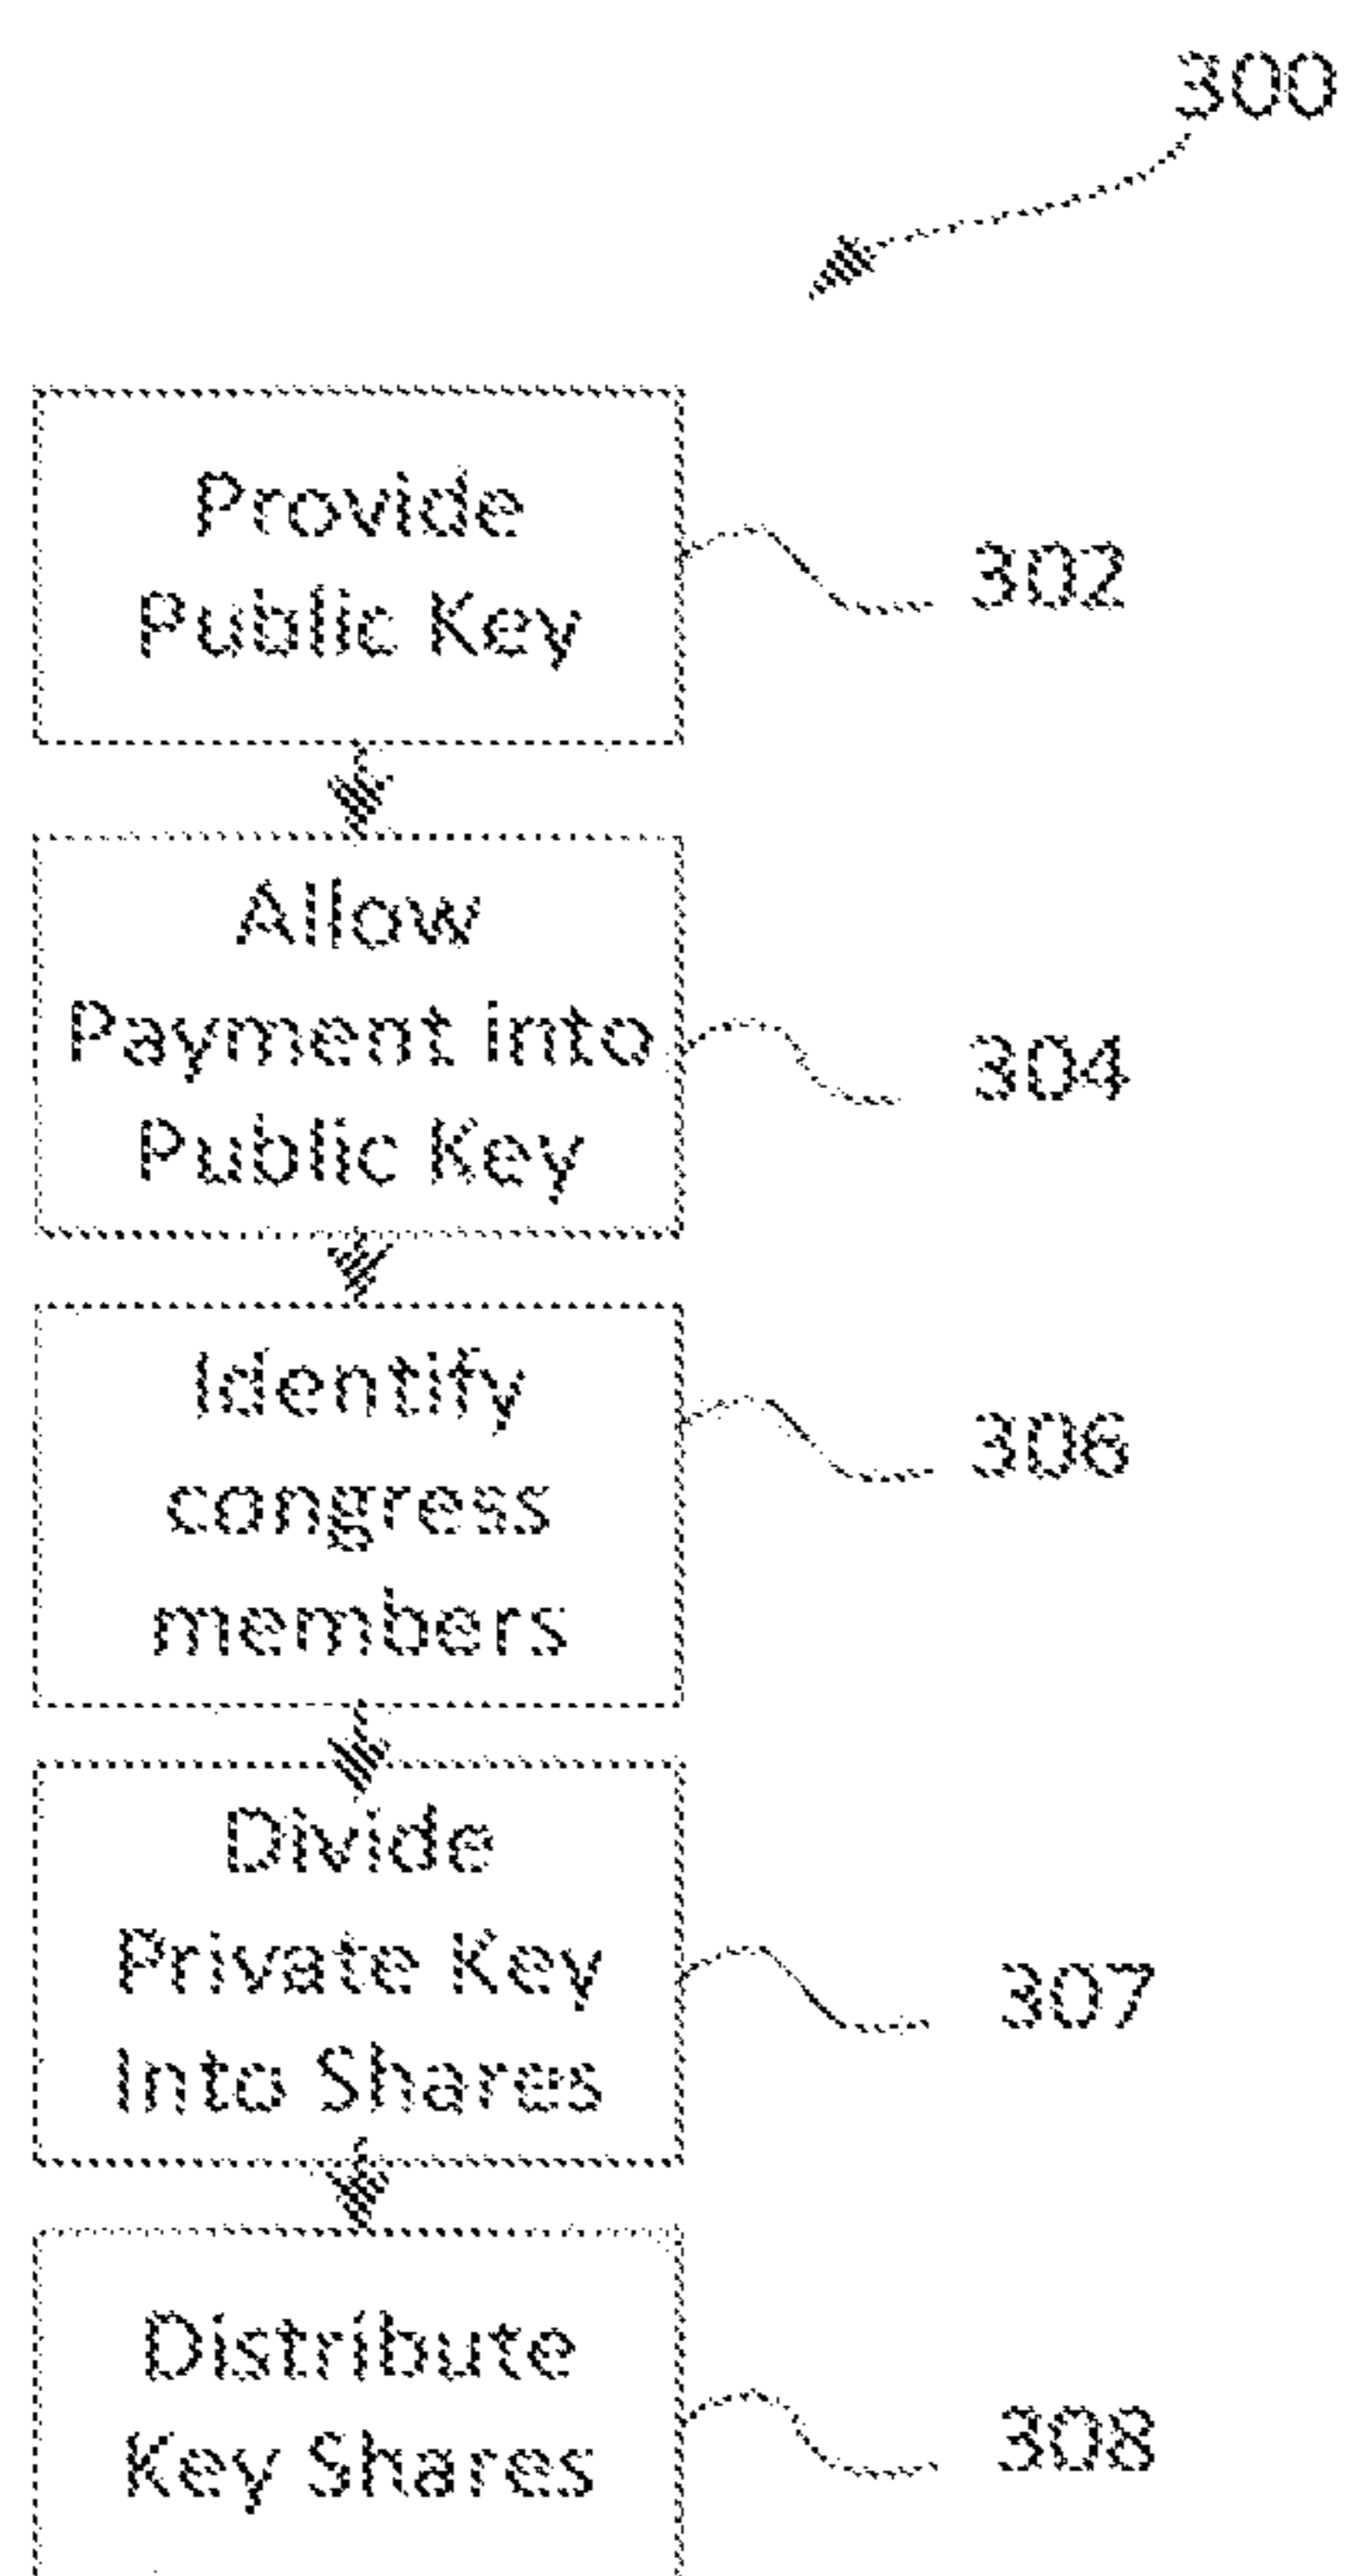 300
Provide
Public Key
302
Allow
Payment into
Public Key
304
Identify
congress
members
306
Divide
Private Key
Into Shares
307
Distribute
Key Shares
308